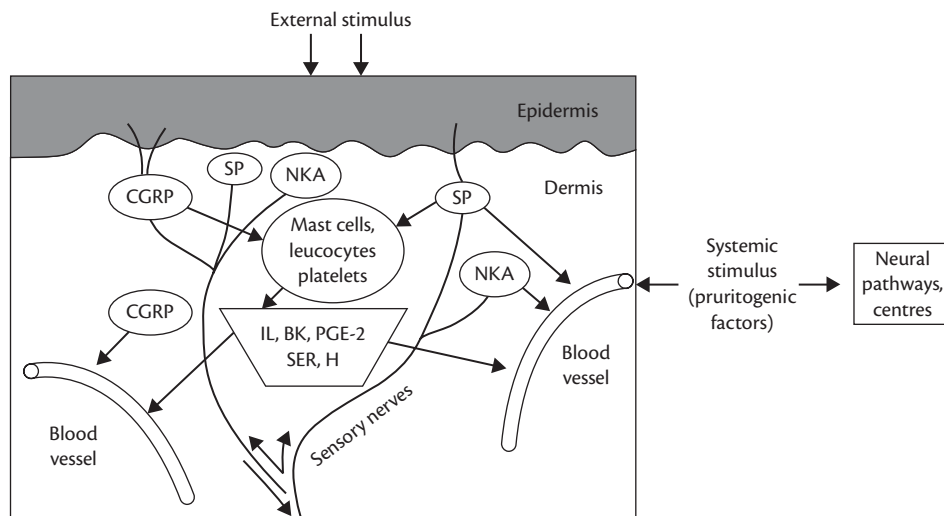 External stimulus
Epidermis
SP
NKA
CGRP
SP
Dermis
Mast cells,
leucocytes
platelets
NKA
Systemic
stimulus
(pruritogenic
factors)
Neural
pathways,
centres
CGRP
IL, BK, PGE-2
SER, H
Blood
vessel
Sensory nerves
Blood
vessel